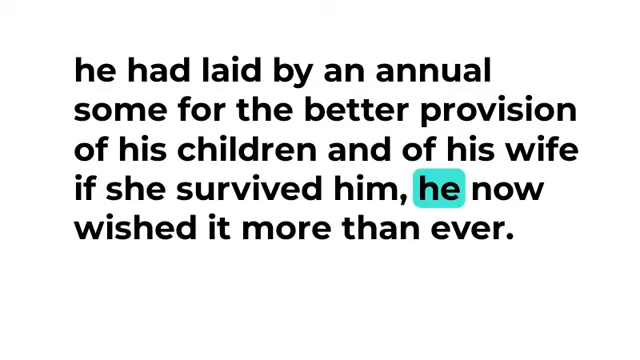 he had laid by an annual
some for the better provision
of his children and of his wife
if she survived him, he now
wished it more than ever.